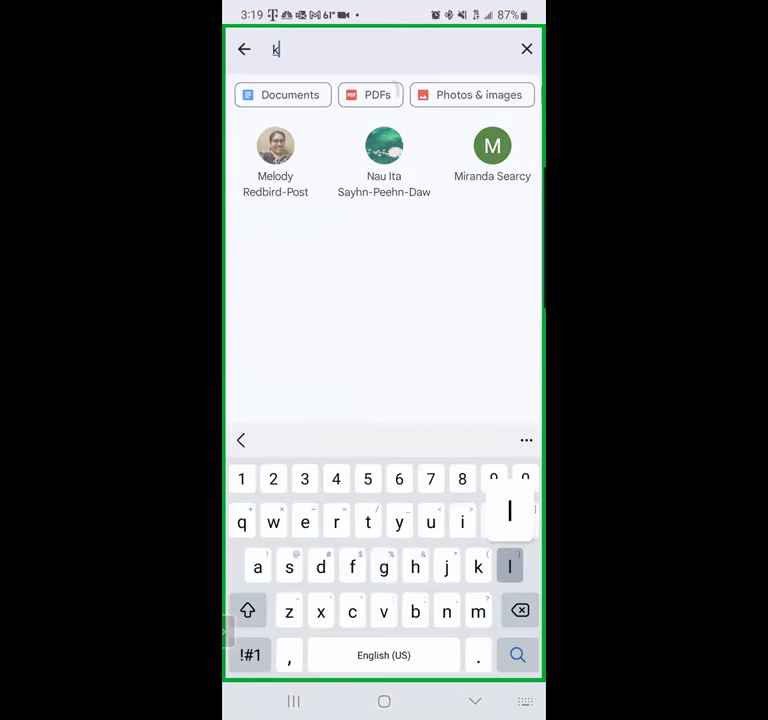 3:19 61° 87%
k
Documents PDF PDFs Photos & images
M
Melody Nau Ita Miranda Searcy
Redbird-Post Sayhn-Peehn-Daw
1 2 3 4 5 6 7 8 9 0
q w e r t y u i l
a s d f g h j k l
z x c v b n m
!#1 , English (US) .